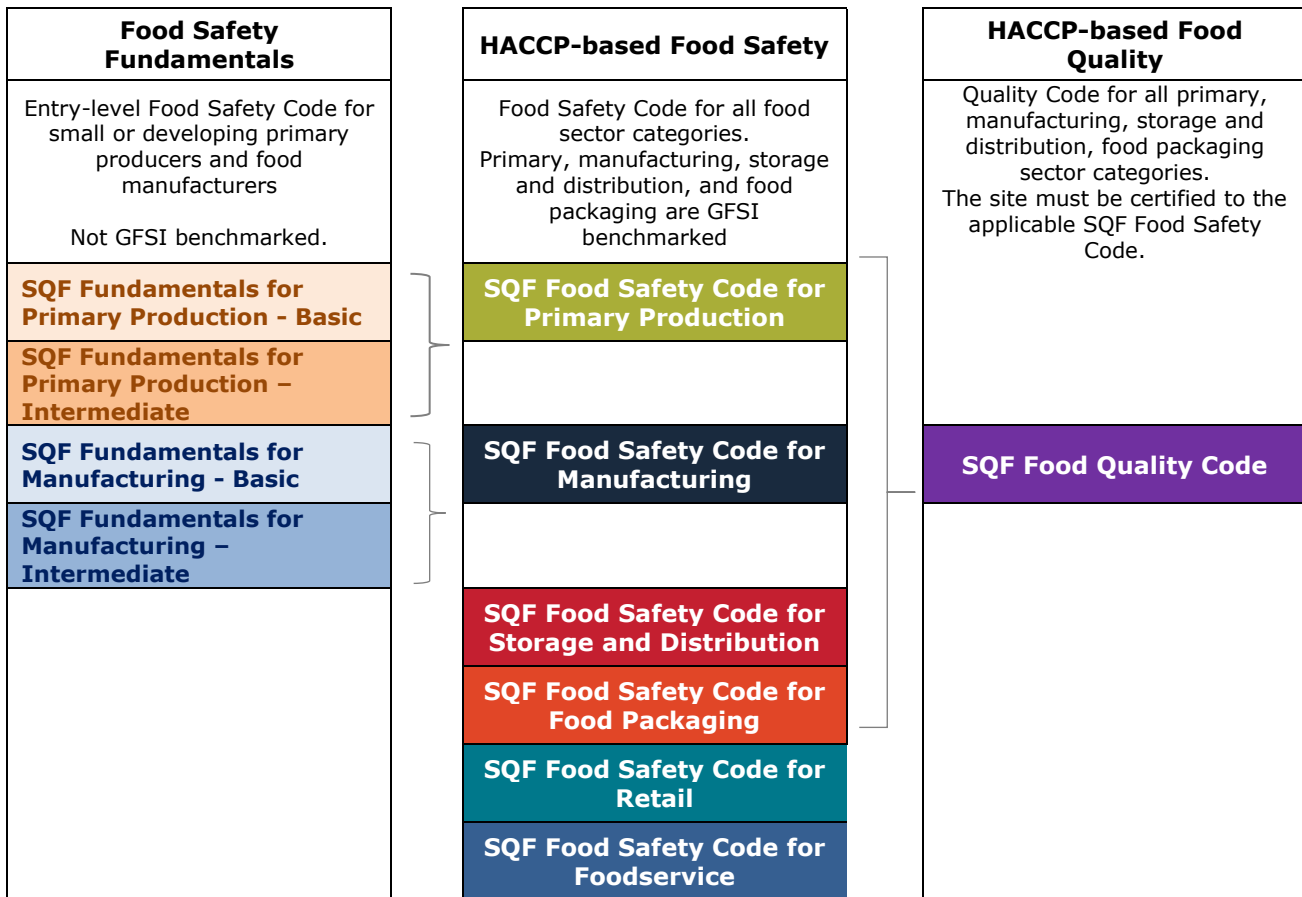 Food Safety
Fundamentals
Entry-level Food Safety Code for
small or developing primary
producers and food
manufacturers
Not GFSI benchmarked.
SQF Fundamentals for
Primary Production - Basic
SQF Fundamentals for
Primary Production –
Intermediate
SQF Fundamentals for
Manufacturing - Basic
SQF Fundamentals for
Manufacturing –
Intermediate
HACCP-based Food Safety
Food Safety Code for all food
sector categories.
Primary, manufacturing, storage
and distribution, and food
packaging are GFSI
benchmarked
SQF Food Safety Code for
Primary Production
SQF Food Safety Code for
Manufacturing
SQF Food Safety Code for
Storage and Distribution
SQF Food Safety Code for
Food Packaging
SQF Food Safety Code for
Retail
SQF Food Safety Code for
Foodservice
HACCP-based Food
Quality
Quality Code for all primary,
manufacturing, storage and
distribution, food packaging
sector categories.
The site must be certified to the
applicable SQF Food Safety
Code.
SQF Food Quality Code